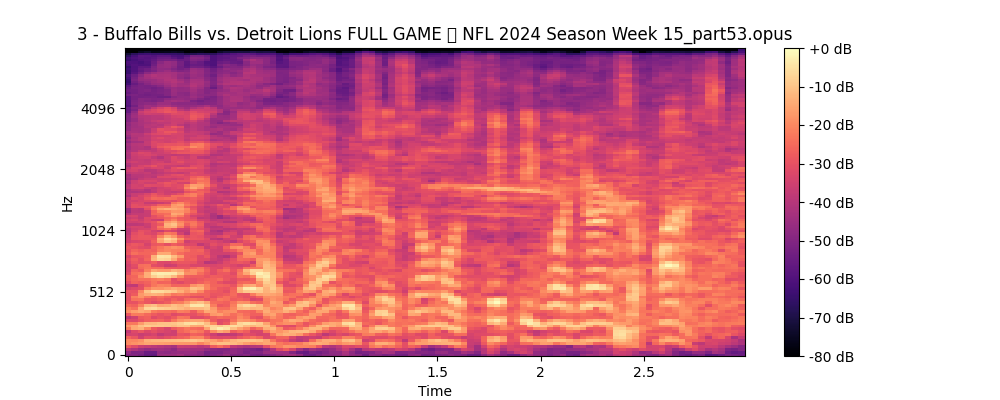 3 - Buffalo Bills vs. Detroit Lions FULL GAME ▯ NFL 2024 Season Week 15_part53.opus
+0 dB
4096
-10 dB
-20 dB
2048
-30 dB
Hz
1024
-40 dB
-50 dB
512
-60 dB
-70 dB
0
-80 dB
0 0.5 1 1.5 2 2.5
Time